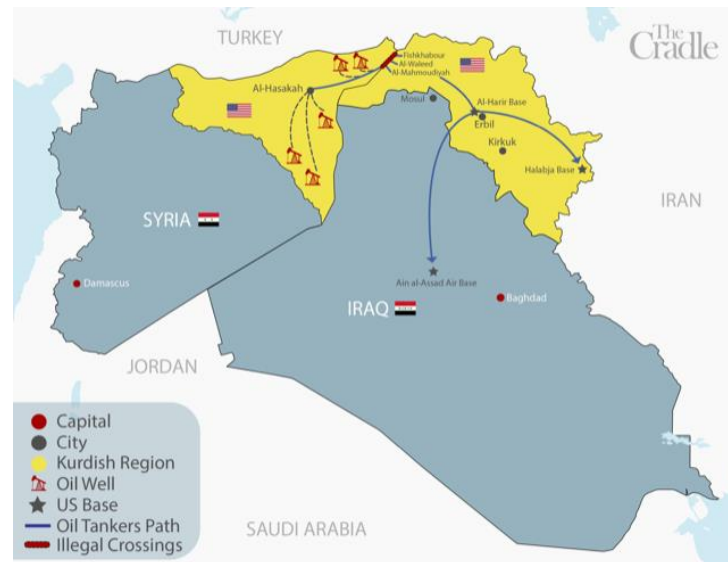 TURKEY
The
Cradle
Fishkhabour
Al-Waleed
Al-Mahmoudiyah
Al-Hasakah
Mosul
Al-Harir Base
Erbil
Kirkuk
Halabja Base
IRAN
SYRIA
Ain al-Assad Air Base
Damascus
IRAQ
Baghdad
JORDAN
Capital
City
Kurdish Region
Oil Well
US Base
Oil Tankers Path
Illegal Crossings
SAUDI ARABIA